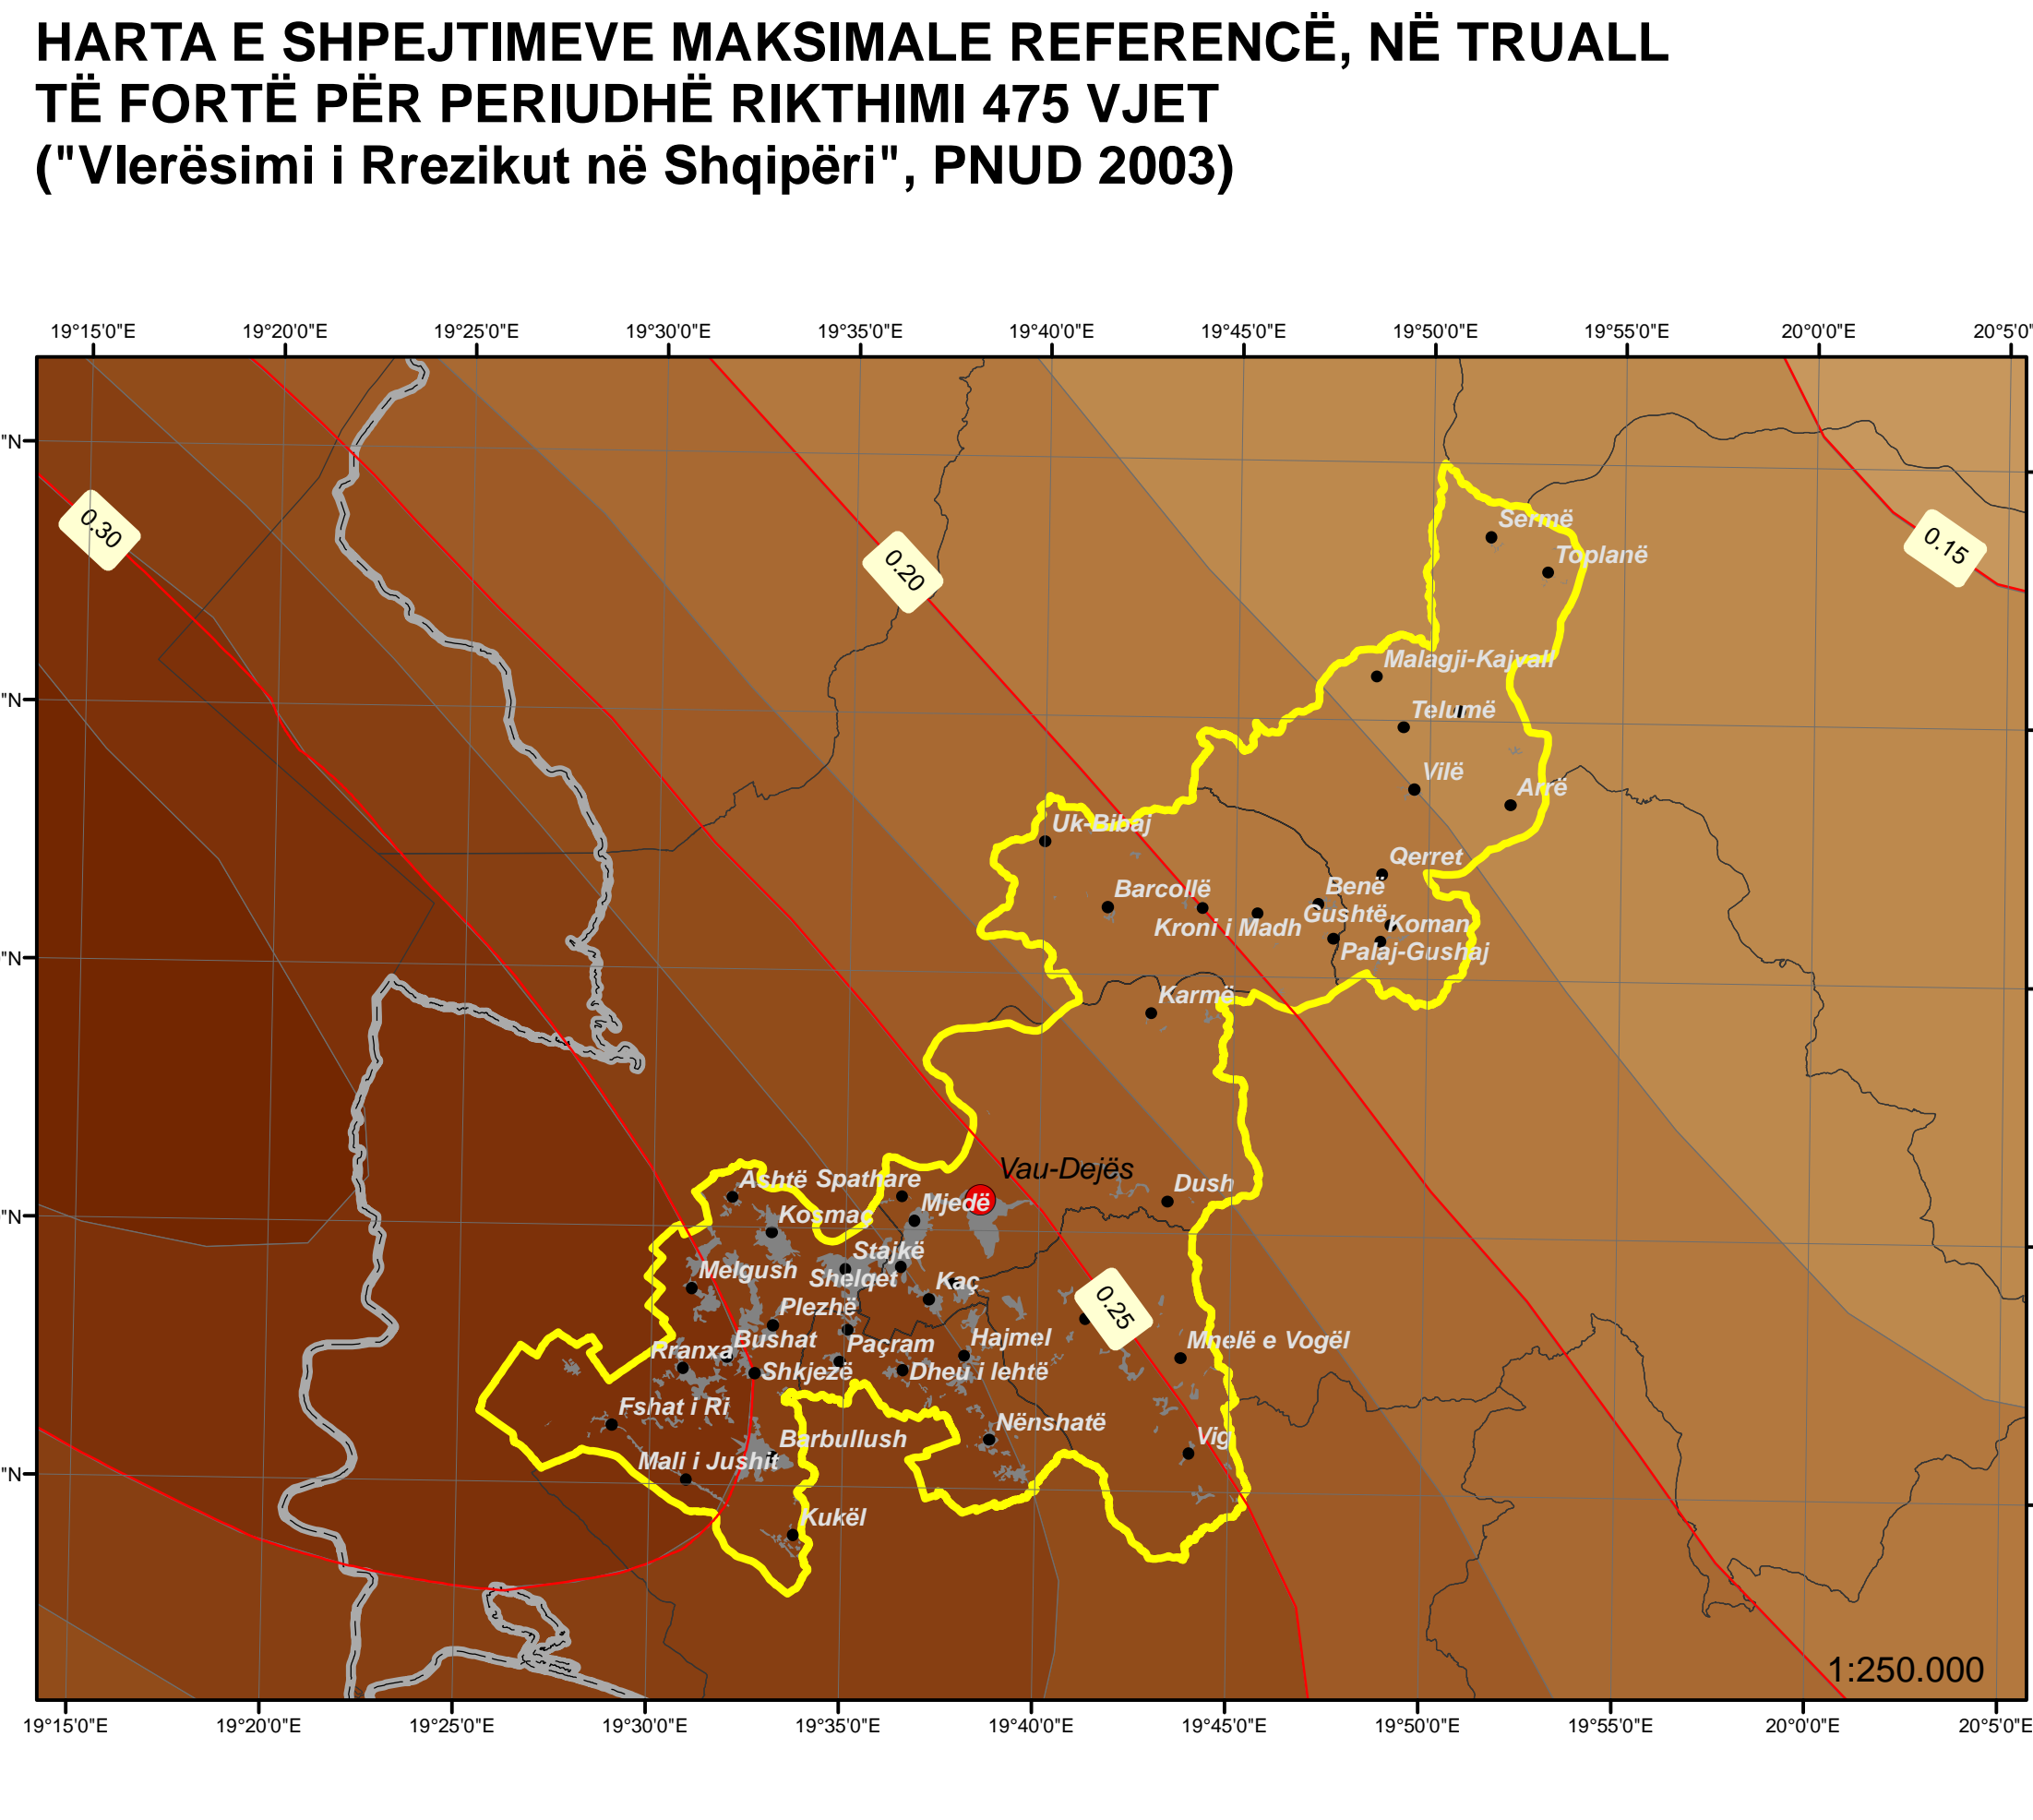 HARTA E SHPEJTIMEVE MAKSIMALE REFERENCË, NË TRUALL
TË FORTË PËR PERIUDHË RIKTHIMI 475 VJET
("Vlerësimi i Rrezikut në Shqipëri", PNUD 2003)
19°15'0"E 19°20'0"E 19°25'0"E 19°30'0"E 19°35'0"E 19°40'0"E 19°45'0"E 19°50'0"E 19°55'0"E 20°0'0"E 20°5'0"
"N
0.30
0.20
0.15
Sermë
Toplanë
Malagji-Kajvall
"N
Telumë
Vilë
Arrë
Uk-Bibaj
Qerret
Barcollë
Benë
Gushtë
Kroni i Madh
Koman
Palaj-Gushaj
"N
Karmë
Vau-Dejës
Ashtë Spathare
Dush
Mjedë
Kosmaç
"N
Stajkë
Melgush
Shelqet
Kaç
Plezhë
0.25
Bushat
Paçram
Hajmel
Mnelë e Vogël
Rranxa
Shkjezë
Dheu i lehtë
Fshat i Ri
Nënshatë
Barbullush
Vig
Mali i Jushit
"N
Kukël
1:250.000
19°15'0"E 19°20'0"E 19°25'0"E 19°30'0"E 19°35'0"E 19°40'0"E 19°45'0"E 19°50'0"E 19°55'0"E 20°0'0"E 20°5'0"E